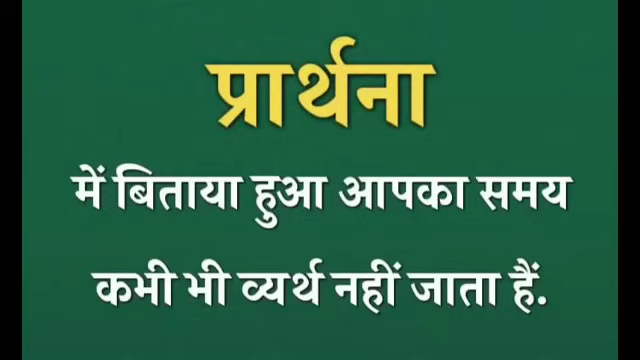 प्रार्थना
में बिताया हुआ आपका समय
कभी भी व्यर्थ नहीं जाता हैं.